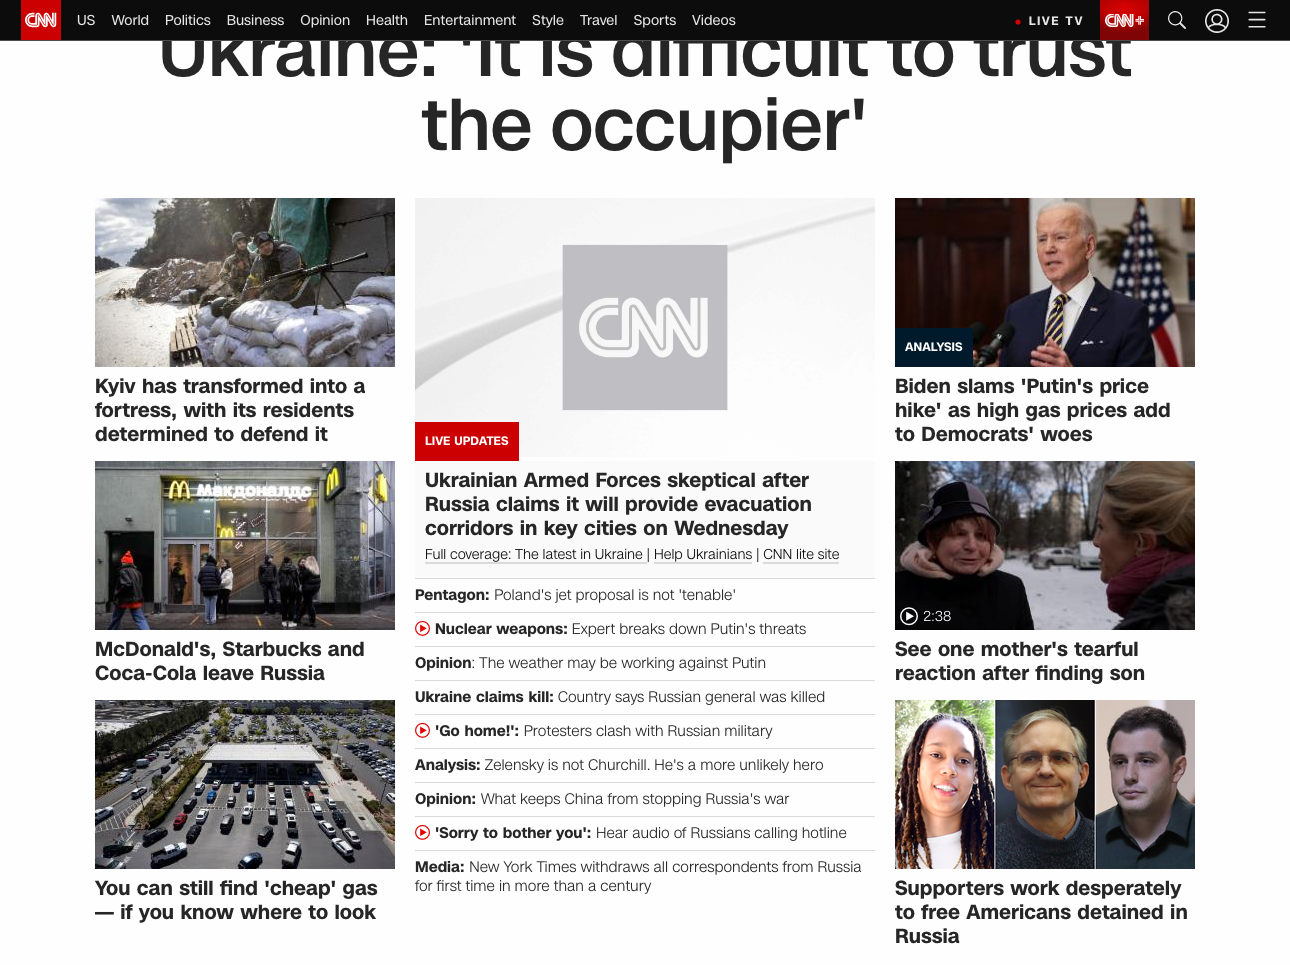 CNN
US World Politics Business Opinion Health Entertainment Style Travel Sports Videos
LIVE TV
CNN+
Ukraine: 'It is difficult to trust
the occupier'
Kyiv has transformed into a
fortress, with its residents
determined to defend it
Макдоналдс
McDonald's, Starbucks and
Coca-Cola leave Russia
You can still find 'cheap' gas
— if you know where to look
CNN
LIVE UPDATES
Ukrainian Armed Forces skeptical after
Russia claims it will provide evacuation
corridors in key cities on Wednesday
Full coverage: The latest in Ukraine | Help Ukrainians | CNN lite site
Pentagon: Poland's jet proposal is not 'tenable'
Nuclear weapons: Expert breaks down Putin's threats
Opinion: The weather may be working against Putin
Ukraine claims kill: Country says Russian general was killed
'Go home!': Protesters clash with Russian military
Analysis: Zelensky is not Churchill. He's a more unlikely hero
Opinion: What keeps China from stopping Russia's war
'Sorry to bother you': Hear audio of Russians calling hotline
Media: New York Times withdraws all correspondents from Russia
for first time in more than a century
ANALYSIS
Biden slams 'Putin's price
hike' as high gas prices add
to Democrats' woes
2:38
See one mother's tearful
reaction after finding son
Supporters work desperately
to free Americans detained in
Russia